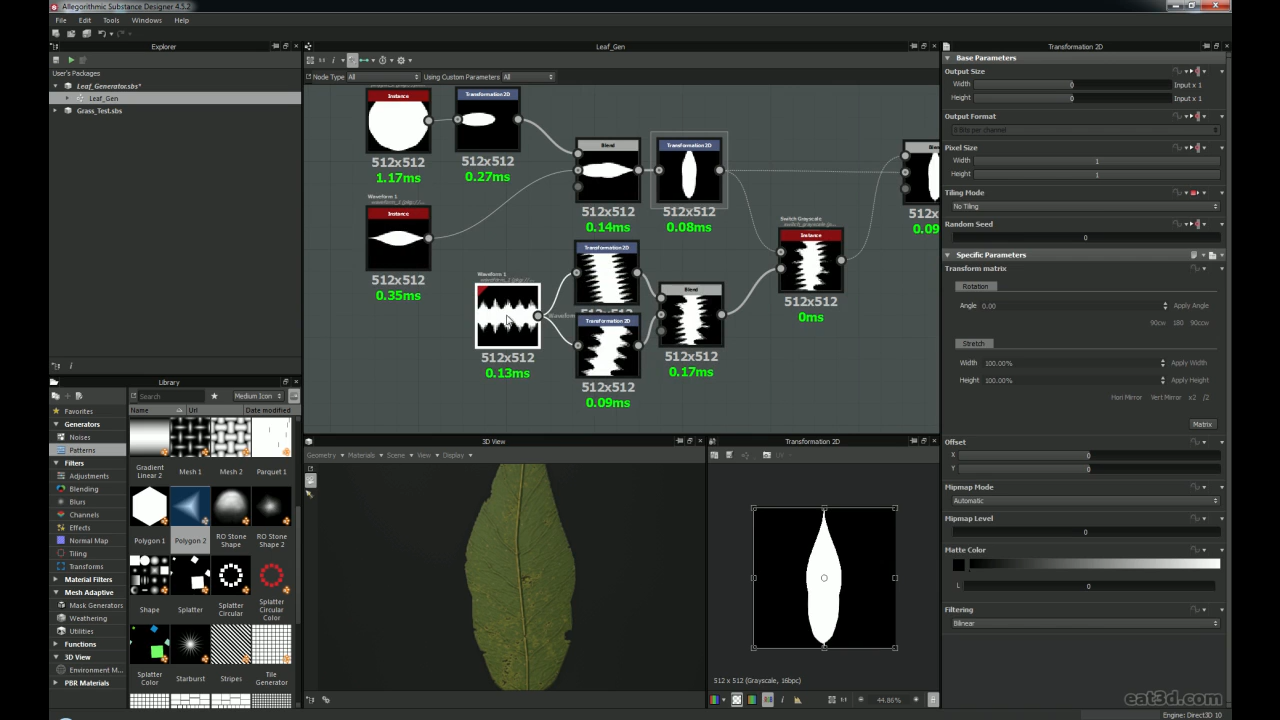 Allegorithmic Substance Designer 4.5.2
File Edit Tools Windows Help
Explorer
User's Packages
Leaf_Generator.sbs*
Leaf_Gen
Grass_Test.sbs
Library
Search
Medium Icon
Name Url Date modified
Favorites
Generators
Noises
Patterns
Filters
Adjustments
Blending
Blurs
Channels
Effects
Normal Map
Tiling
Transforms
Material Filters
Mesh Adaptive
Mask Generators
Weathering
Utilities
Functions
3D View
Environment M...
PBR Materials
Gradient Linear 2
Mesh 1
Mesh 2
Parquet 1
Polygon 1
Polygon 2
RO Stone Shape
RO Stone Shape 2
Shape
Splatter
Splatter Circular
Splatter Circular Color
Splatter Color
Starburst
Stripes
Tile Generator
Leaf_Gen
Node Type All Using Custom Parameters All
Instance
512x512
1.17ms
Transformation 2D
512x512
0.27ms
Waveform 1
Instance
512x512
0.35ms
Blend
512x512
0.14ms
Transformation 2D
512x512
0.08ms
Waveform 1
512x512
0.13ms
Waveform
Transformation 2D
Transformation 2D
512x512
0.09ms
Blend
512x512
0.17ms
Switch Grayscale
Instance
512x512
0ms
512
0.09
3D View
Geometry Materials Scene View Display
Transformation 2D
512 x 512 (Grayscale, 16bpc)
44.86%
Transformation 2D
Base Parameters
Output Size
Width 0 Input x 1
Height 0 Input x 1
Output Format
8 Bits per channel
Pixel Size
Width 1
Height 1
Tiling Mode
No Tiling
Random Seed
0
Specific Parameters
Transform matrix
Rotation
Angle 0.00 Apply Angle
90cw 180 90ccw
Stretch
Width 100.00% Apply Width
Height 100.00% Apply Height
Hori Mirror Vert Mirror x2 /2
Matrix
Offset
X 0
Y 0
Mipmap Mode
Automatic
Mipmap Level
0
Matte Color
L 0
Filtering
Bilinear
eat3d.com
Engine: Direct3D 10